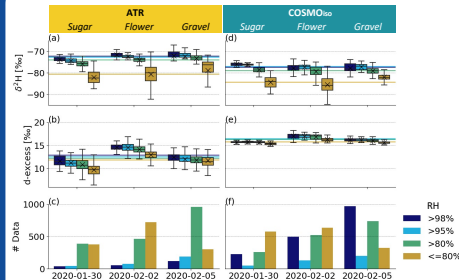 ATR COSMOiso
Sugar Flower Gravel Sugar Flower Gravel
(a) (d)
−70
−80
−90
δ²H [‰]
(b) (e)
20
15
10
d-excess [‰]
(c) (f)
1000
500
0
# Data
2020-01-30 2020-02-02 2020-02-05 2020-01-30 2020-02-02 2020-02-05
RH
>98%
>95%
>80%
<=80%